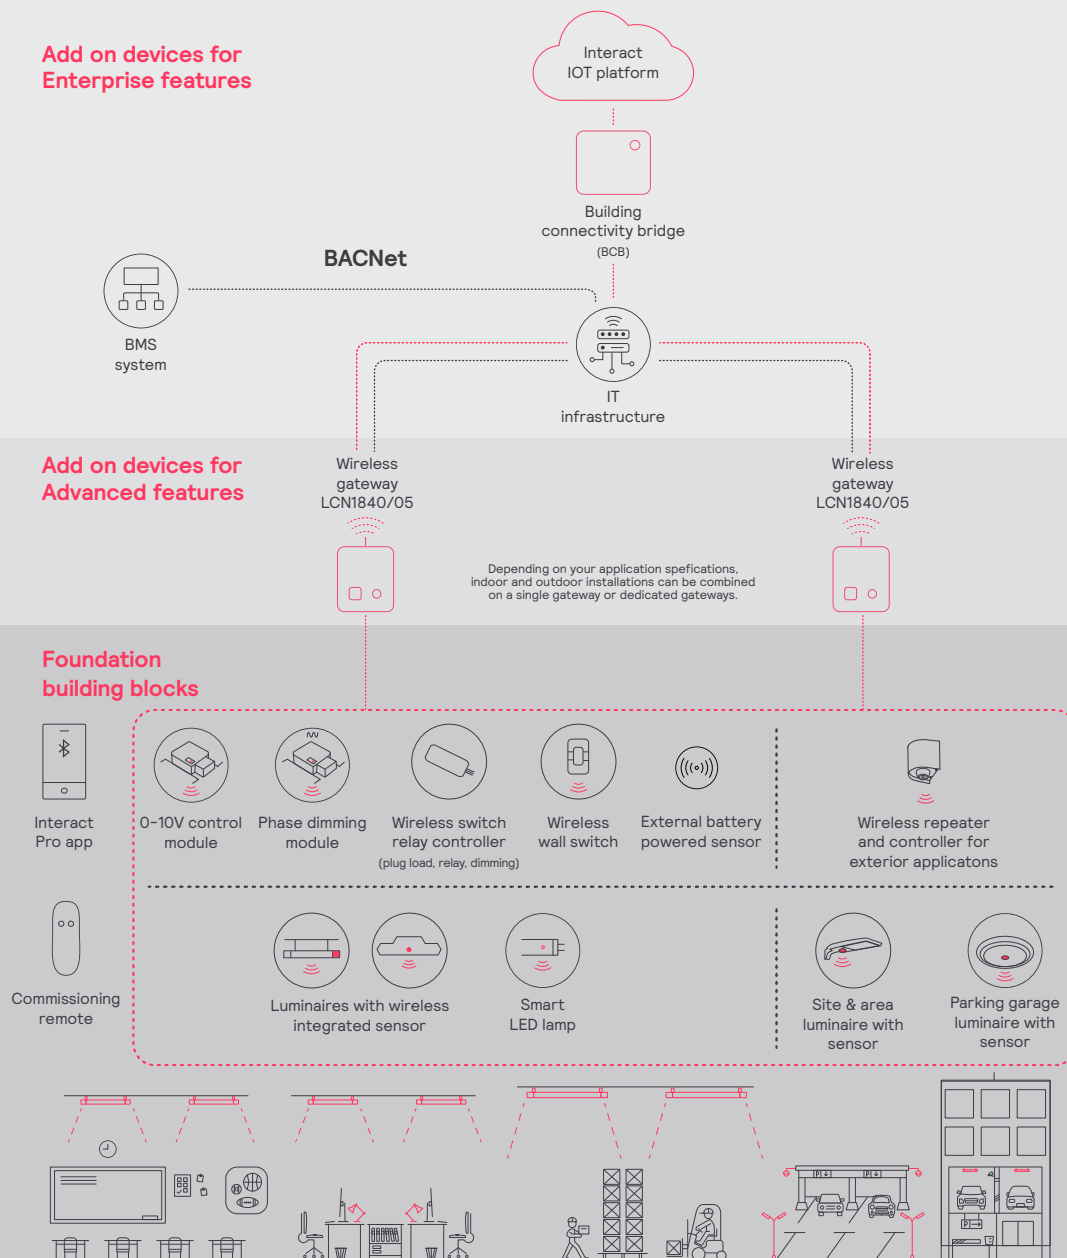 Add on devices for
Enterprise features
Interact
IOT platform
Building
connectivity bridge
(BCB)
BACNet
BMS
system
IT
infrastructure
Add on devices for
Advanced features
Wireless
gateway
LCN1840/05
Wireless
gateway
LCN1840/05
Depending on your application spefications,
indoor and outdoor installations can be combined
on a single gateway or dedicated gateways.
Foundation
building blocks
Interact
Pro app
0-10V control
module
Phase dimming
module
Wireless switch
relay controller
(plug load, relay, dimming)
Wireless
wall switch
External battery
powered sensor
Wireless repeater
and controller for
exterior applicatons
Commissioning
remote
Luminaires with wireless
integrated sensor
Smart
LED lamp
Site & area
luminaire with
sensor
Parking garage
luminaire with
sensor
P
P
P